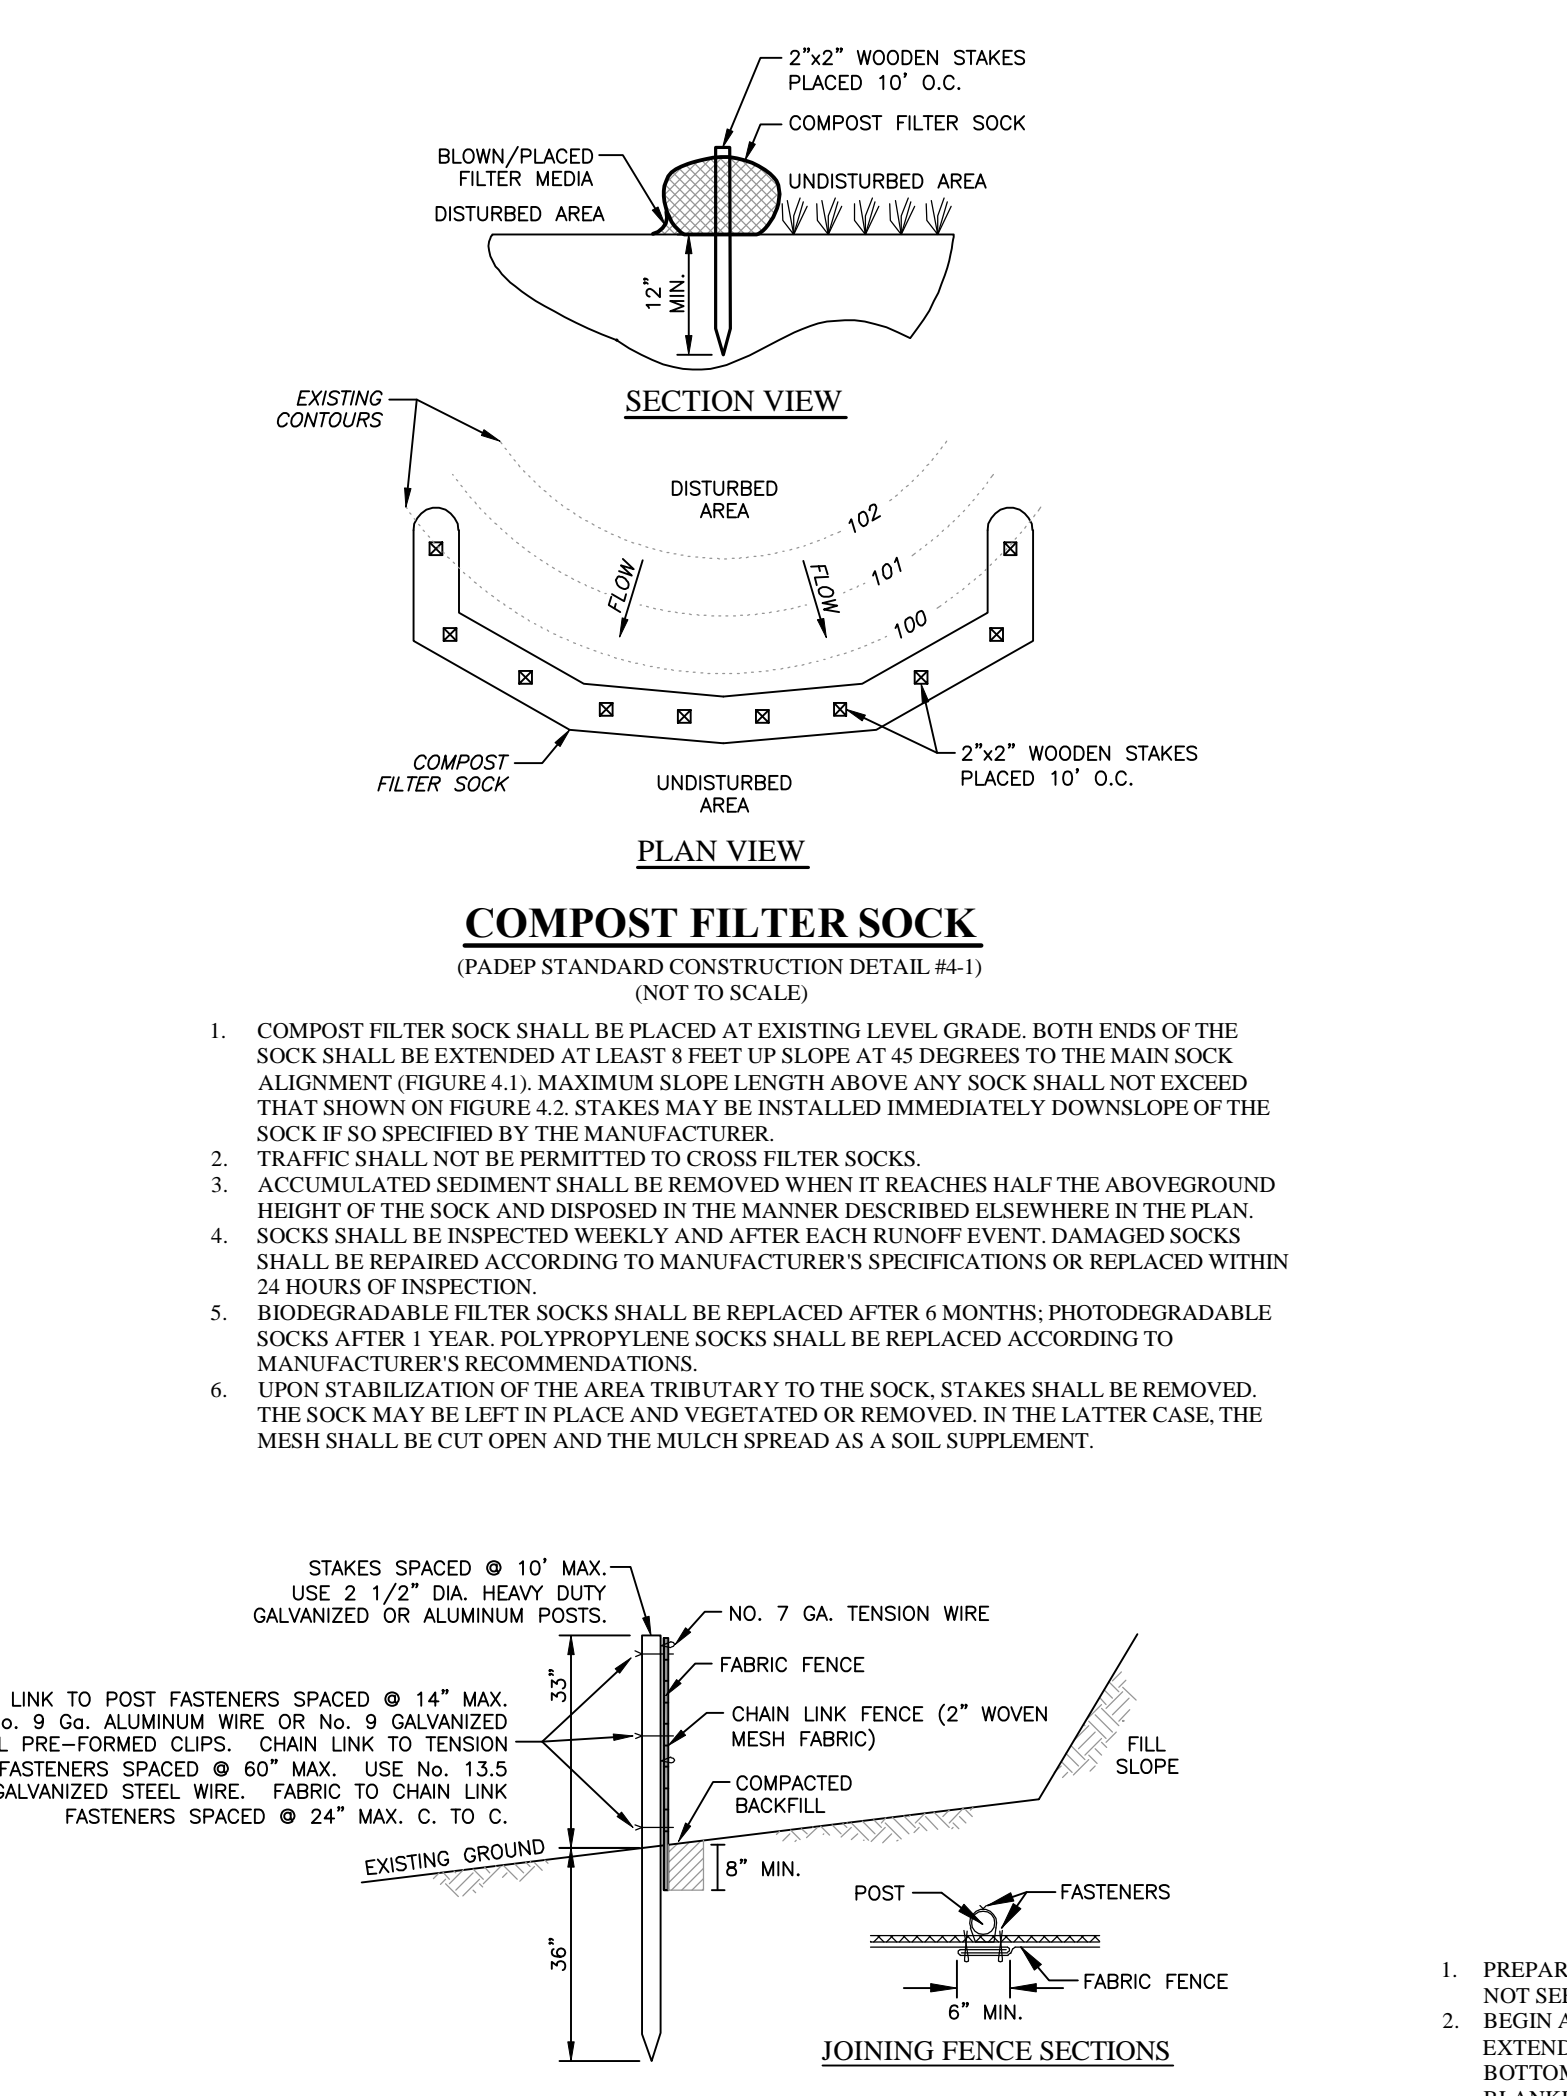 2"x2" WOODEN STAKES
PLACED 10' O.C.
COMPOST FILTER SOCK
BLOWN/PLACED
FILTER MEDIA
UNDISTURBED AREA
DISTURBED AREA
12"
MIN.
SECTION VIEW
EXISTING
CONTOURS
DISTURBED
AREA
102
101
100
FLOW
FLOW
COMPOST
FILTER SOCK
2"x2" WOODEN STAKES
PLACED 10' O.C.
UNDISTURBED
AREA
PLAN VIEW
COMPOST FILTER SOCK
(PADEP STANDARD CONSTRUCTION DETAIL #4-1)
(NOT TO SCALE)
1. COMPOST FILTER SOCK SHALL BE PLACED AT EXISTING LEVEL GRADE. BOTH ENDS OF THE
SOCK SHALL BE EXTENDED AT LEAST 8 FEET UP SLOPE AT 45 DEGREES TO THE MAIN SOCK
ALIGNMENT (FIGURE 4.1). MAXIMUM SLOPE LENGTH ABOVE ANY SOCK SHALL NOT EXCEED
THAT SHOWN ON FIGURE 4.2. STAKES MAY BE INSTALLED IMMEDIATELY DOWNSLOPE OF THE
SOCK IF SO SPECIFIED BY THE MANUFACTURER.
2. TRAFFIC SHALL NOT BE PERMITTED TO CROSS FILTER SOCKS.
3. ACCUMULATED SEDIMENT SHALL BE REMOVED WHEN IT REACHES HALF THE ABOVEGROUND
HEIGHT OF THE SOCK AND DISPOSED IN THE MANNER DESCRIBED ELSEWHERE IN THE PLAN.
4. SOCKS SHALL BE INSPECTED WEEKLY AND AFTER EACH RUNOFF EVENT. DAMAGED SOCKS
SHALL BE REPAIRED ACCORDING TO MANUFACTURER'S SPECIFICATIONS OR REPLACED WITHIN
24 HOURS OF INSPECTION.
5. BIODEGRADABLE FILTER SOCKS SHALL BE REPLACED AFTER 6 MONTHS; PHOTODEGRADABLE
SOCKS AFTER 1 YEAR. POLYPROPYLENE SOCKS SHALL BE REPLACED ACCORDING TO
MANUFACTURER'S RECOMMENDATIONS.
6. UPON STABILIZATION OF THE AREA TRIBUTARY TO THE SOCK, STAKES SHALL BE REMOVED.
THE SOCK MAY BE LEFT IN PLACE AND VEGETATED OR REMOVED. IN THE LATTER CASE, THE
MESH SHALL BE CUT OPEN AND THE MULCH SPREAD AS A SOIL SUPPLEMENT.
STAKES SPACED @ 10' MAX.
USE 2 1/2" DIA. HEAVY DUTY
GALVANIZED OR ALUMINUM POSTS.
NO. 7 GA. TENSION WIRE
FABRIC FENCE
33"
LINK TO POST FASTENERS SPACED @ 14" MAX.
9 Ga. ALUMINUM WIRE OR No. 9 GALVANIZED
PRE-FORMED CLIPS. CHAIN LINK TO TENSION
FASTENERS SPACED @ 60" MAX. USE No. 13.5
GALVANIZED STEEL WIRE. FABRIC TO CHAIN LINK
FASTENERS SPACED @ 24" MAX. C. TO C.
CHAIN LINK FENCE (2" WOVEN
MESH FABRIC)
FILL
SLOPE
COMPACTED
BACKFILL
EXISTING GROUND
8" MIN.
36"
POST
FASTENERS
FABRIC FENCE
6" MIN.
JOINING FENCE SECTIONS
1.
NOT
2. BEGIN